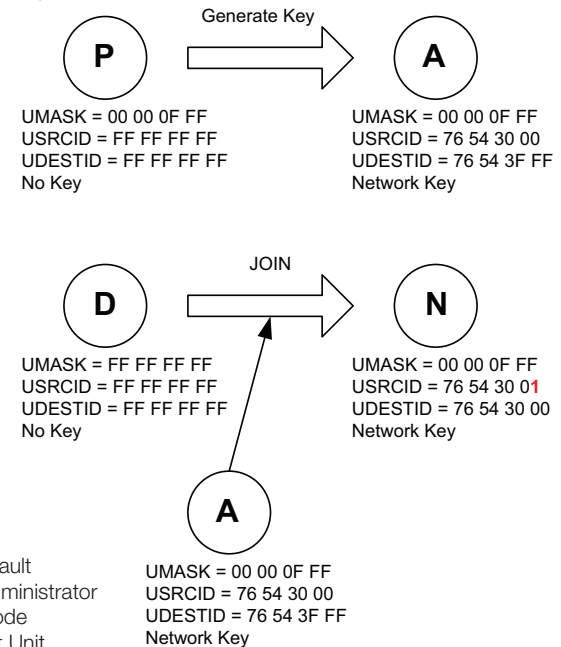 Generate Key
P
A
UMASK = 00 00 0F FF
USRCID = FF FF FF FF
UDESTID = FF FF FF FF
No Key
UMASK = 00 00 0F FF
USRCID = 76 54 30 00
UDESTID = 76 54 3F FF
Network Key
JOIN
D
N
UMASK = FF FF FF FF
USRCID = FF FF FF FF
UDESTID = FF FF FF FF
No Key
UMASK = 00 00 0F FF
USRCID = 76 54 30 01
UDESTID = 76 54 30 00
Network Key
A
UMASK = 00 00 0F FF
USRCID = 76 54 30 00
UDESTID = 76 54 3F FF
Network Key
Unit